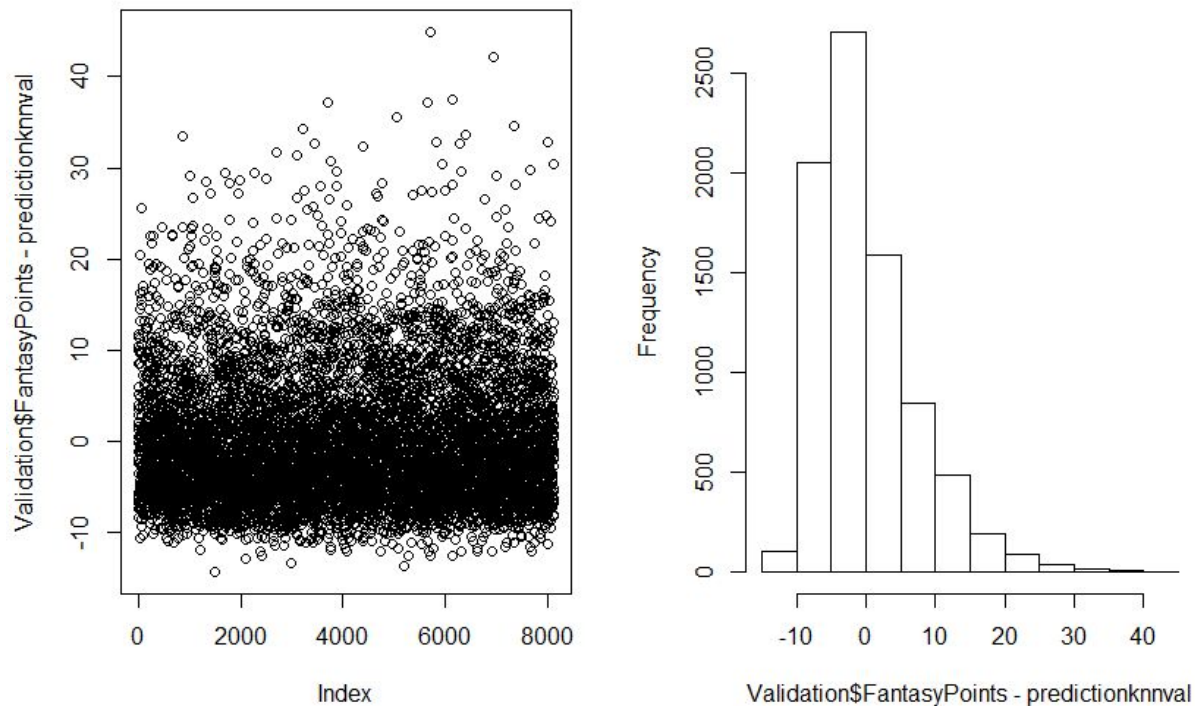 Validation$FantasyPoints - predictionknnval
40
30
20
10
0
-10
0 2000 4000 6000 8000
Index
Frequency
2500
2000
1500
1000
500
0
-10 0 10 20 30 40
Validation$FantasyPoints - predictionknnval